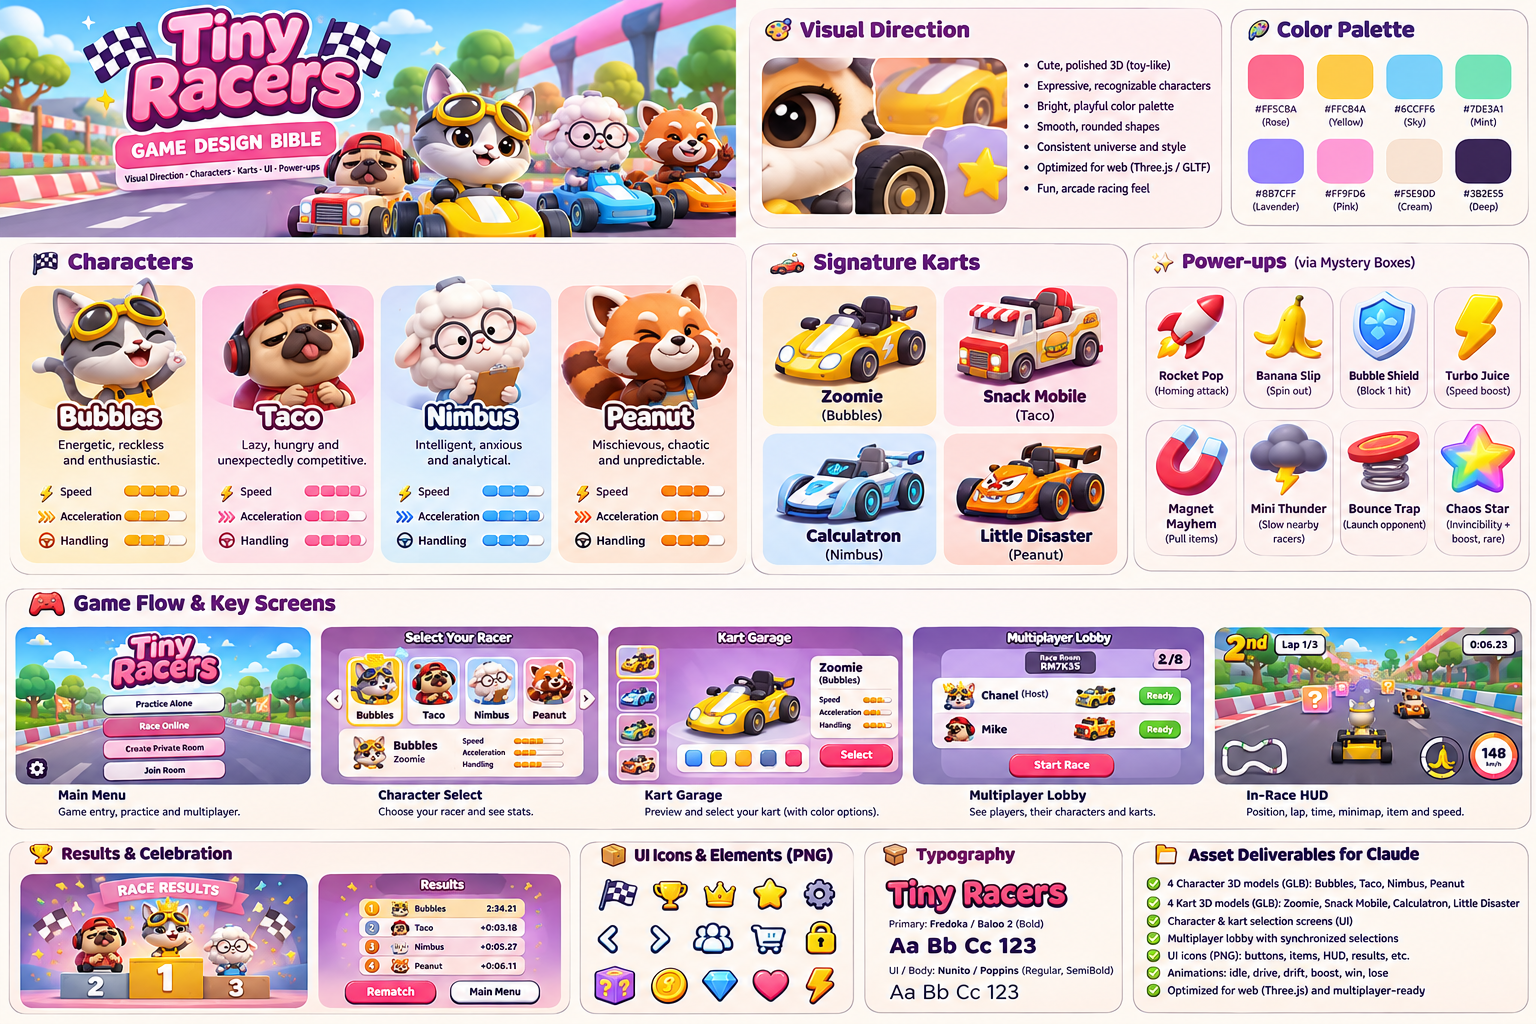 Tiny
Racers
GAME DESIGN BIBLE
Visual Direction · Characters · Karts · UI · Power-ups
Visual Direction
• Cute, polished 3D (toy-like)
• Expressive, recognizable characters
• Bright, playful color palette
• Smooth, rounded shapes
• Consistent universe and style
• Optimized for web (Three.js / GLTF)
• Fun, arcade racing feel
Color Palette
#FF5C8A
(Rose)
#FFC84A
(Yellow)
#6CCFF6
(Sky)
#7DE3A1
(Mint)
#8B7CFF
(Lavender)
#FF9FD6
(Pink)
#F5E9DD
(Cream)
#3B2E55
(Deep)
Characters
Bubbles
Energetic, reckless
and enthusiastic.
Speed
Acceleration
Handling
Taco
Lazy, hungry and
unexpectedly competitive.
Speed
Acceleration
Handling
Nimbus
Intelligent, anxious
and analytical.
Speed
Acceleration
Handling
Peanut
Mischievous, chaotic
and unpredictable.
Speed
Acceleration
Handling
Signature Karts
Zoomie
(Bubbles)
Snack Mobile
(Taco)
Calculatron
(Nimbus)
Little Disaster
(Peanut)
Power-ups (via Mystery Boxes)
Rocket Pop
(Homing attack)
Banana Slip
(Spin out)
Bubble Shield
(Block 1 hit)
Turbo Juice
(Speed boost)
Magnet
Mayhem
(Pull items)
Mini Thunder
(Slow nearby
racers)
Bounce Trap
(Launch opponent)
Chaos Star
(Invincibility +
boost, rare)
Game Flow & Key Screens
Tiny
Racers
Practice Alone
Race Online
Create Private Room
Join Room
Main Menu
Game entry, practice and multiplayer.
Select Your Racer
Bubbles
Taco
Nimbus
Peanut
Bubbles
Zoomie
Speed
Acceleration
Handling
Character Select
Choose your racer and see stats.
Kart Garage
Zoomie
(Bubbles)
Speed
Acceleration
Handling
Select
Kart Garage
Preview and select your kart (with color options).
Multiplayer Lobby
Race Room
RM7K3S
2/8
Chanel (Host)
Ready
Mike
Ready
Start Race
Multiplayer Lobby
See players, their characters and karts.
2nd
Lap 1/3
0:06.23
?
?
?
148
km/h
In-Race HUD
Position, lap, time, minimap, item and speed.
Results & Celebration
RACE RESULTS
2
1
3
Results
1 Bubbles 2:34.21
2 Taco +0:03.18
3 Nimbus +0:05.27
4 Peanut +0:06.11
Rematch
Main Menu
UI Icons & Elements (PNG)
? ?
Typography
Tiny Racers
Primary: Fredoka / Baloo 2 (Bold)
Aa Bb Cc 123
UI / Body: Nunito / Poppins (Regular, SemiBold)
Aa Bb Cc 123
Asset Deliverables for Claude
4 Character 3D models (GLB): Bubbles, Taco, Nimbus, Peanut
4 Kart 3D models (GLB): Zoomie, Snack Mobile, Calculatron, Little Disaster
Character & kart selection screens (UI)
Multiplayer lobby with synchronized selections
UI icons (PNG): buttons, items, HUD, results, etc.
Animations: idle, drive, drift, boost, win, lose
Optimized for web (Three.js) and multiplayer-ready